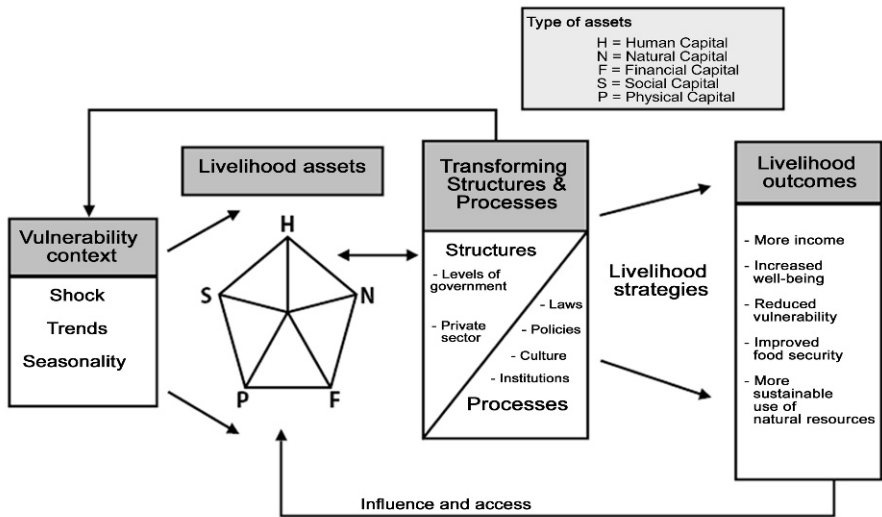 Type of assets
H = Human Capital
N = Natural Capital
F = Financial Capital
S = Social Capital
P = Physical Capital
Vulnerability
context
Shock
Trends
Seasonality
Livelihood assets
H
S
N
P
F
Transforming
Structures &
Processes
Structures
- Levels of
government
- Private
sector
- Laws
- Policies
- Culture
- Institutions
Processes
Livelihood
strategies
Livelihood
outcomes
- More income
- Increased
well-being
- Reduced
vulnerability
- Improved
food security
- More
sustainable
use of
natural resources
Influence and access